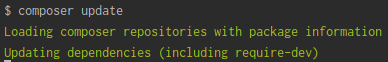 $ composer update
Loading composer repositories with package information
Updating dependencies (including require-dev)